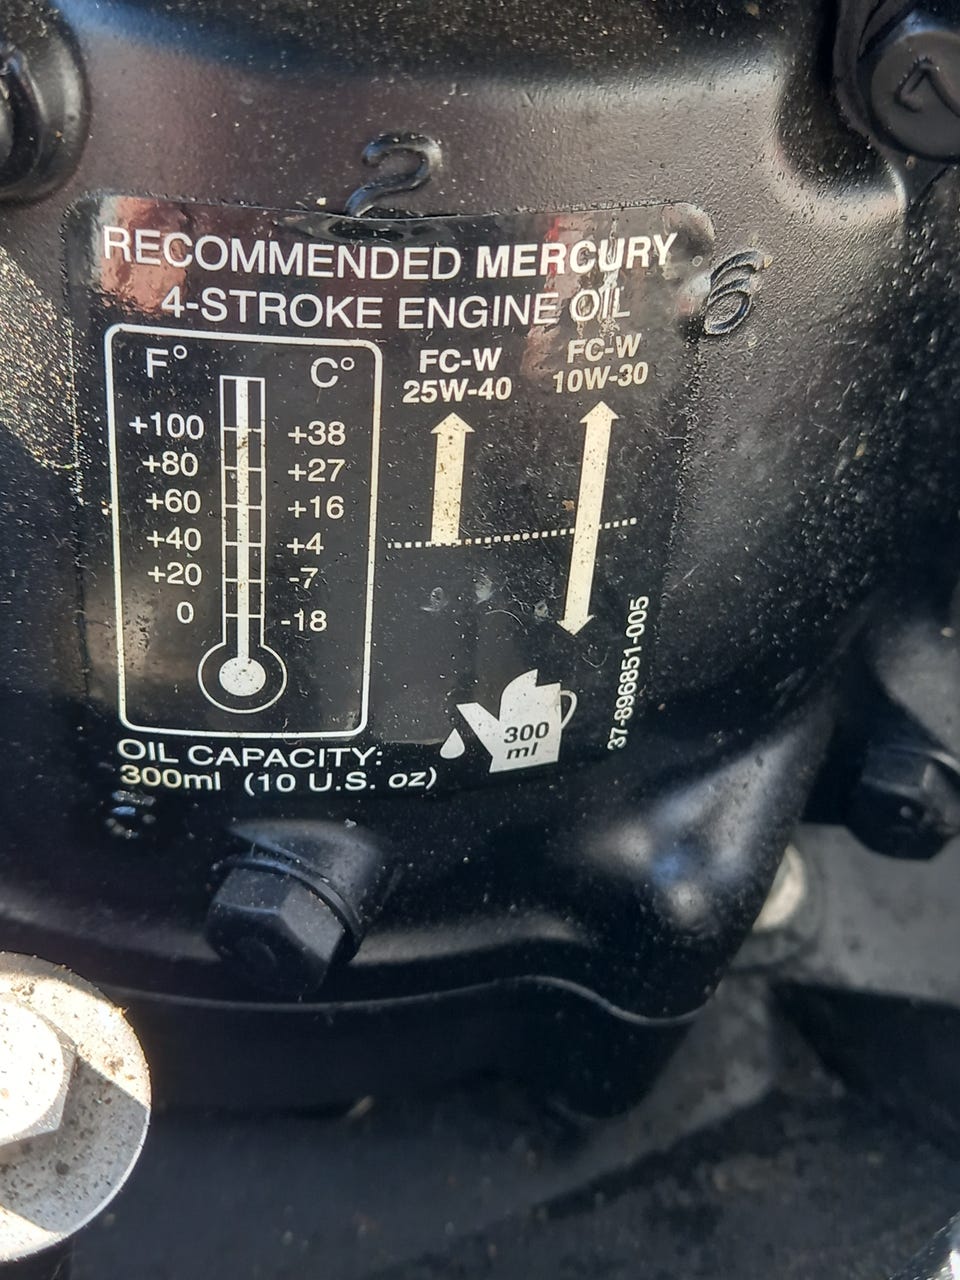 2
6
RECOMMENDED MERCURY
4-STROKE ENGINE OIL
F° C°
+100 +38
+80 +27
+60 +16
+40 +4
+20 -7
0 -18
FC-W
25W-40
FC-W
10W-30
300
ml
37-896851-005
OIL CAPACITY:
300ml (10 U.S. oz)